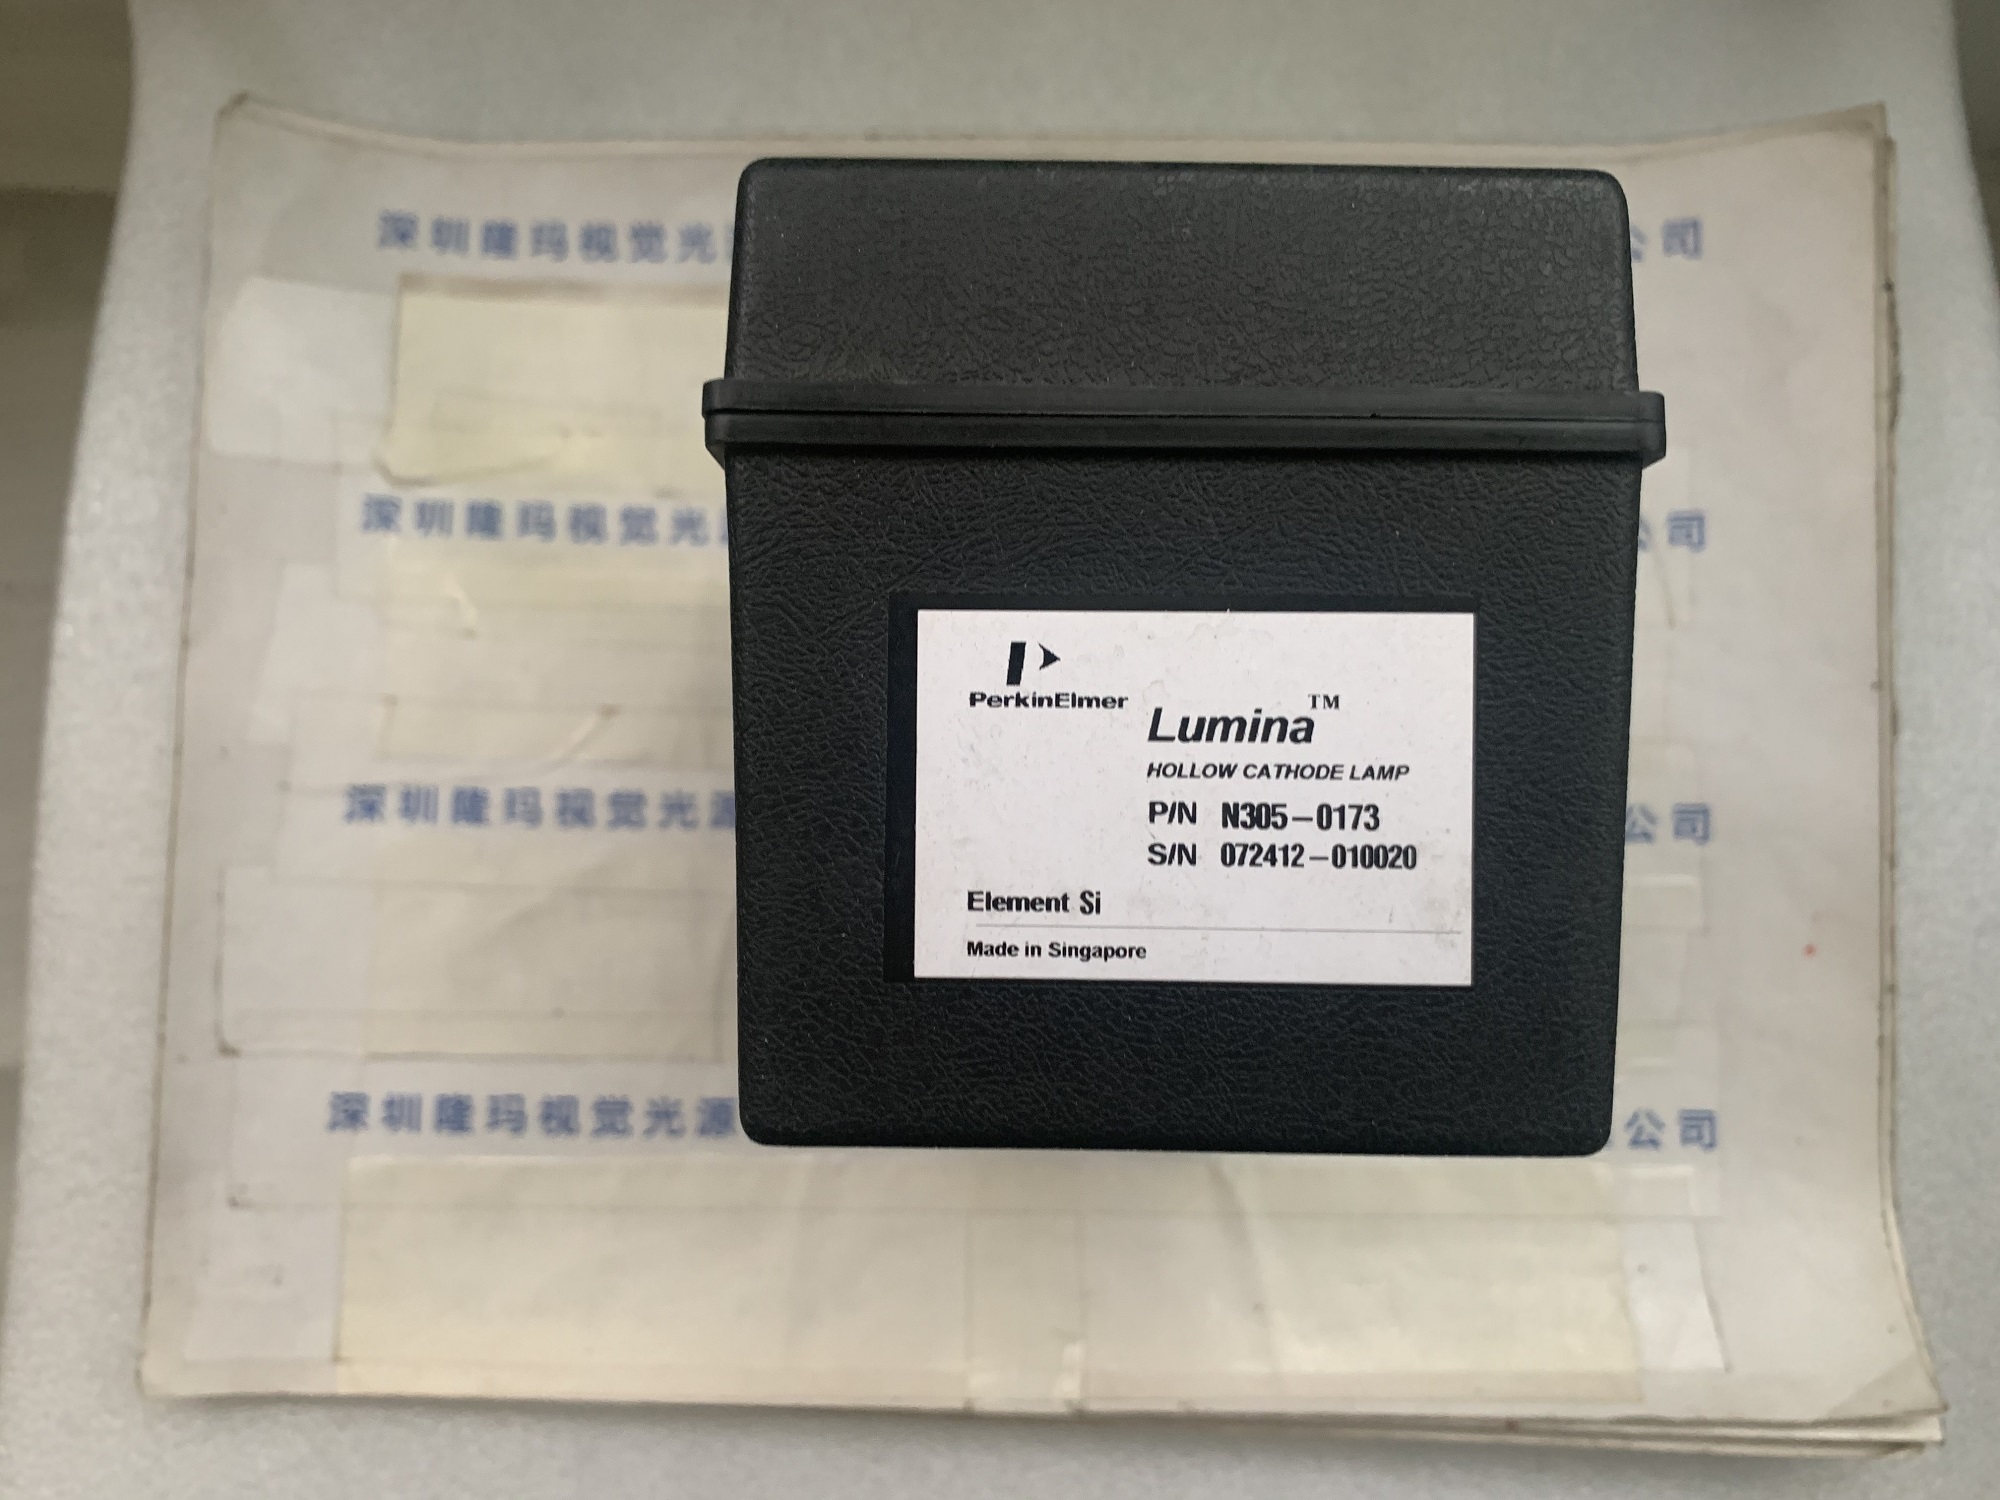 深圳隆玛视觉光
公司
深圳隆玛视觉光
公司
PerkinElmer
Lumina™
HOLLOW CATHODE LAMP
P/N N305-0173
S/N 072412-010020
深圳隆玛视觉光源
公司
Element Si
Made in Singapore
深圳隆玛视觉光源
公司